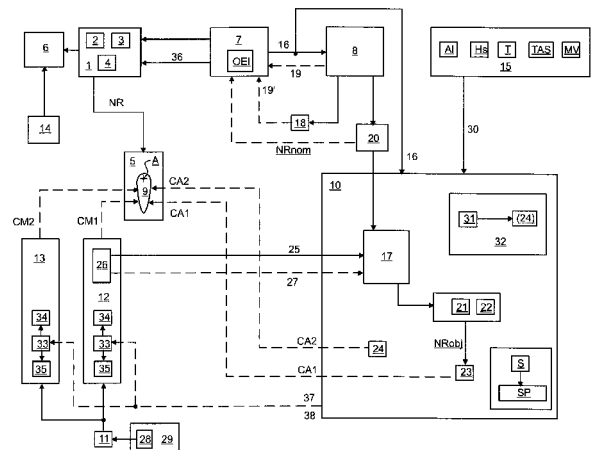 6
2 3
4
1
36
7
OEI
16
19
19'
8
18
20
AI Hs T TAS MV
15
30
16
14
NR
NRnom
5 A
9
CA2
CA1
CM2
CM1
10
31 (24)
32
17
25
27
26
13
12
21 22
NRobj
34
33
35
34
33
35
CA2
24
CA1
23
S
SP
37
38
11
28 29